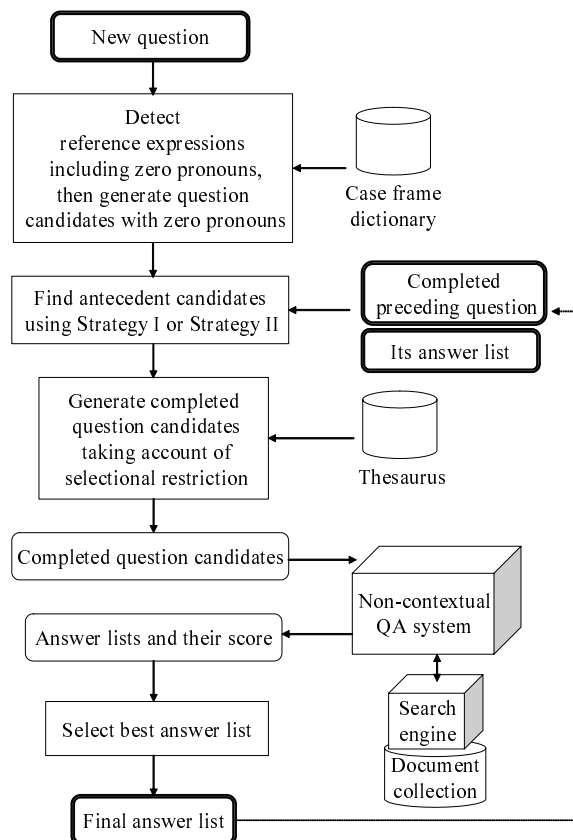 New question
Detect
reference expressions
including zero pronouns,
then generate question
candidates with zero pronouns
Case frame
dictionary
Find antecedent candidates
using Strategy I or Strategy II
Completed
preceding question
Its answer list
Generate completed
question candidates
taking account of
selectional restriction
Thesaurus
Completed question candidates
Non-contextual
QA system
Answer lists and their score
Search
engine
Select best answer list
Document
collection
Final answer list